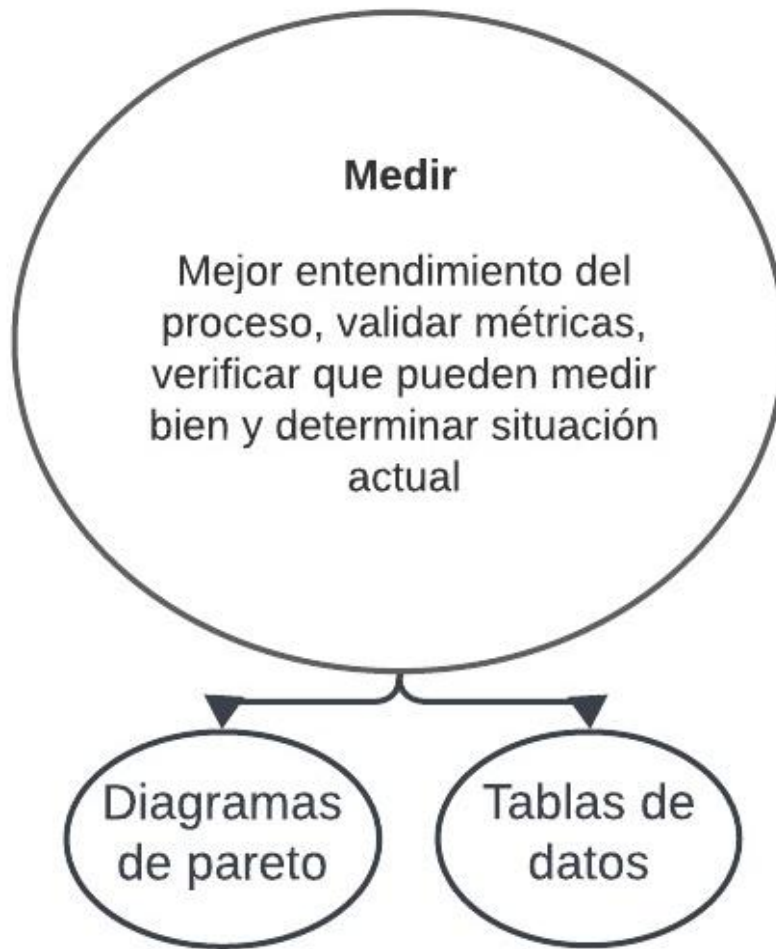 Medir
Mejor entendimiento del
proceso, validar métricas,
verificar que pueden medir
bien y determinar situación
actual
Diagramas
de pareto
Tablas de
datos